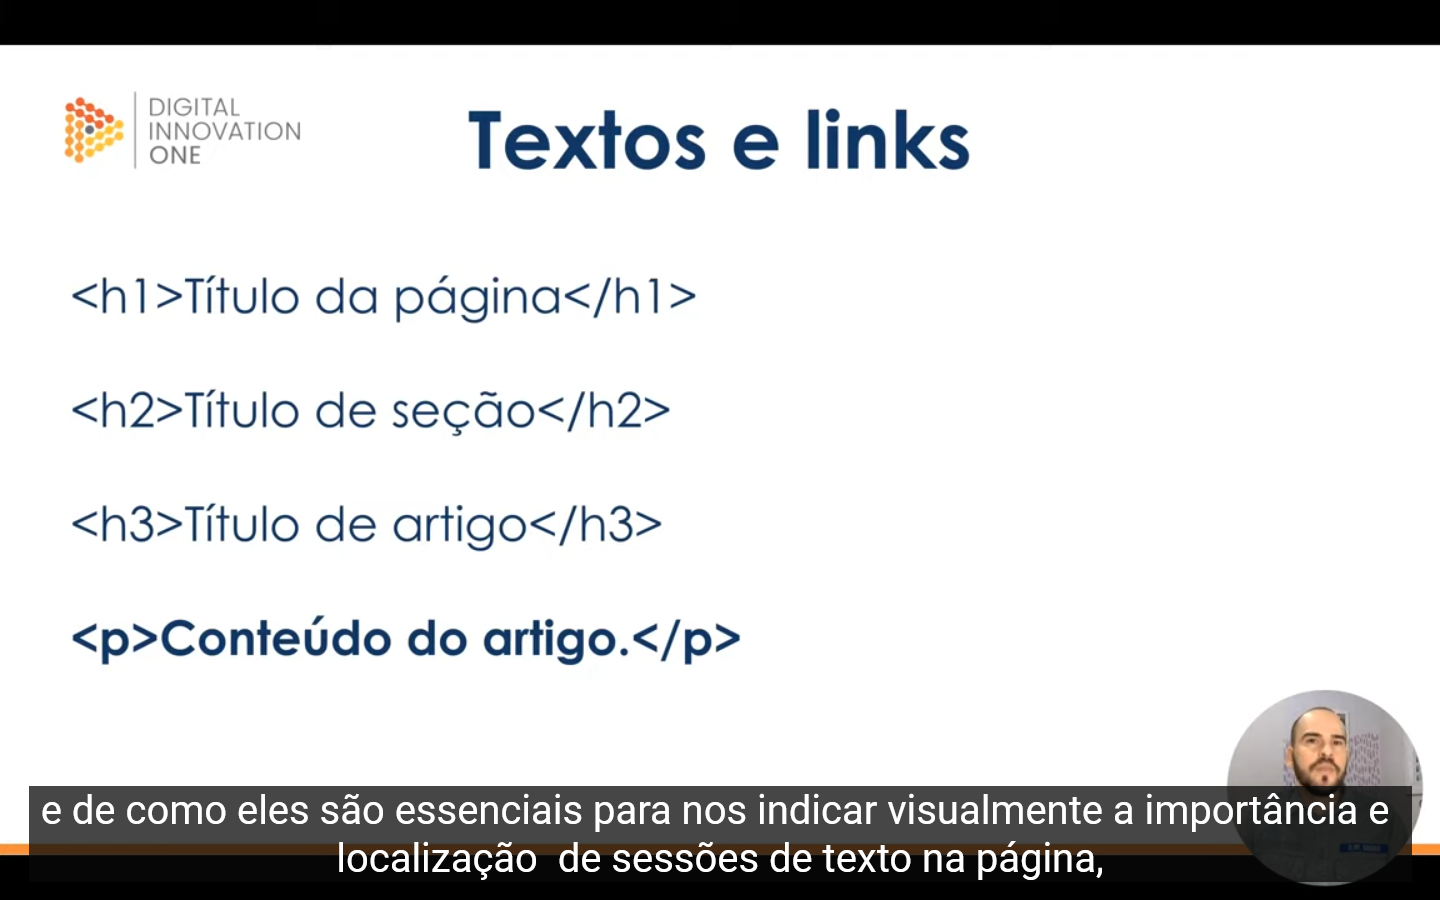 DIGITAL
INNOVATION
ONE
Textos e links
<h1>Título da página</h1>
<h2>Título de seção</h2>
<h3>Título de artigo</h3>
<p>Conteúdo do artigo.</p>
e de como eles são essenciais para nos indicar visualmente a importância e
localização  de sessões de texto na página,